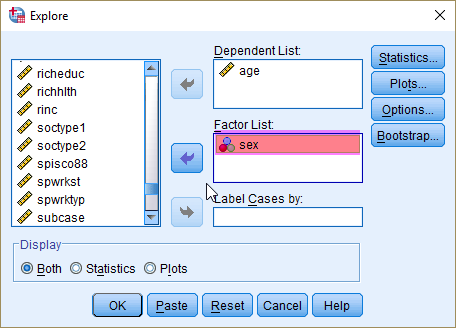 Explore
Dependent List:
age
Factor List:
sex
Label Cases by:
richeduc
richhlth
rinc
soctype1
soctype2
spisco88
spwrkst
spwrktyp
subcase
Statistics...
Plots...
Options...
Bootstrap...
Display
Both Statistics Plots
OK Paste Reset Cancel Help